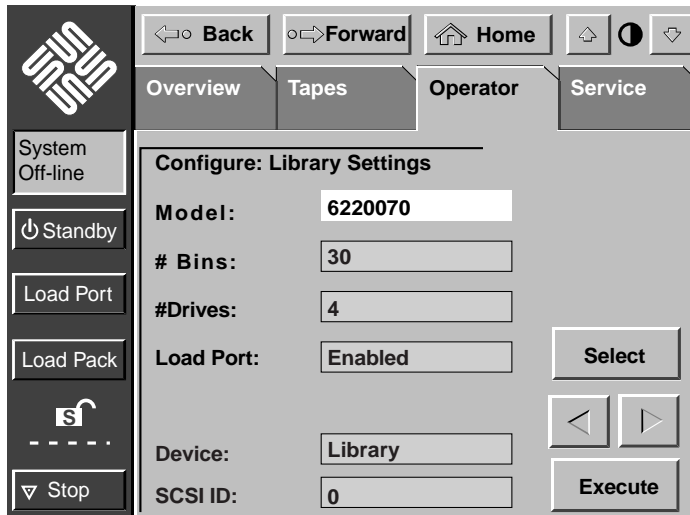 Back Forward Home
Overview Tapes Operator Service
System
Off-line
Standby
Load Port
Load Pack
S
Stop
Configure: Library Settings
Model: 6220070
# Bins: 30
#Drives: 4
Load Port: Enabled
Device: Library
SCSI ID: 0
Select
Execute